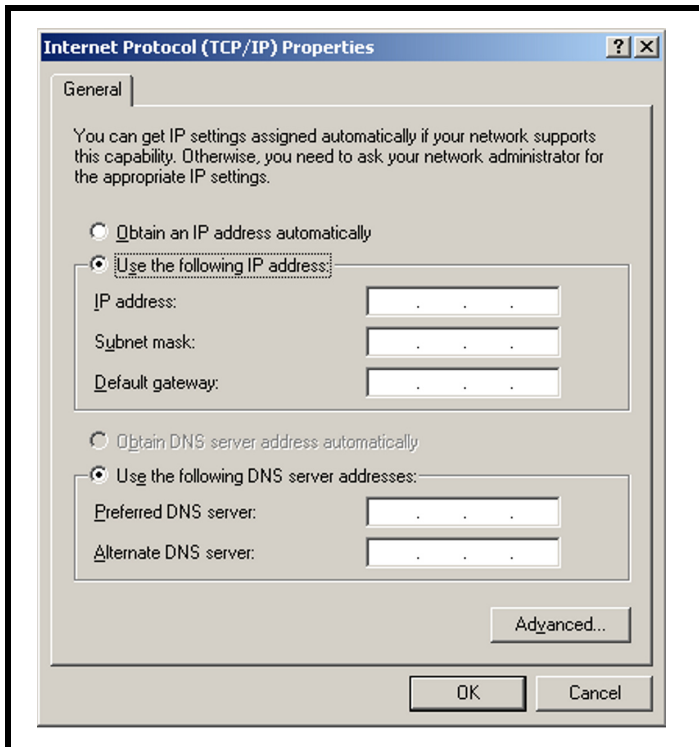 Internet Protocol (TCP/IP) Properties
General
You can get IP settings assigned automatically if your network supports
this capability. Otherwise, you need to ask your network administrator for
the appropriate IP settings.
Obtain an IP address automatically
Use the following IP address:
IP address:
Subnet mask:
Default gateway:
Obtain DNS server address automatically
Use the following DNS server addresses:
Preferred DNS server:
Alternate DNS server:
Advanced...
OK Cancel